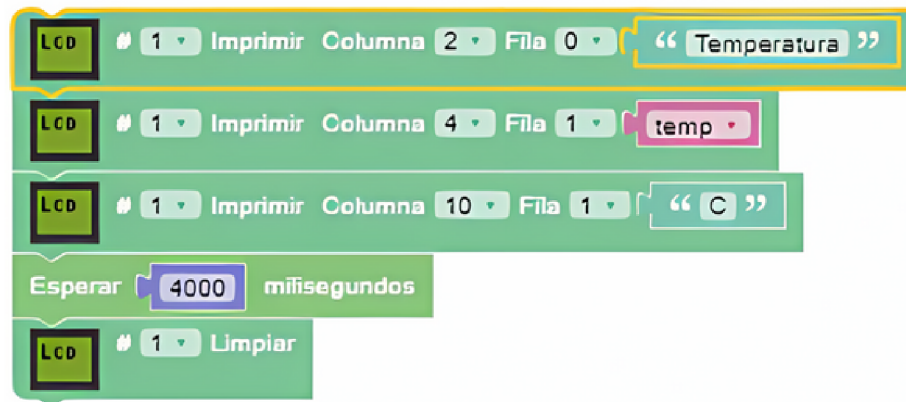 LCD # 1 Imprimir Columna 2 Fila 0 “ Temperatura ”
LCD # 1 Imprimir Columna 4 Fila 1 temp
LCD # 1 Imprimir Columna 10 Fila 1 “ C ”
Esperar 4000 milisegundos
LCD # 1 Limpiar